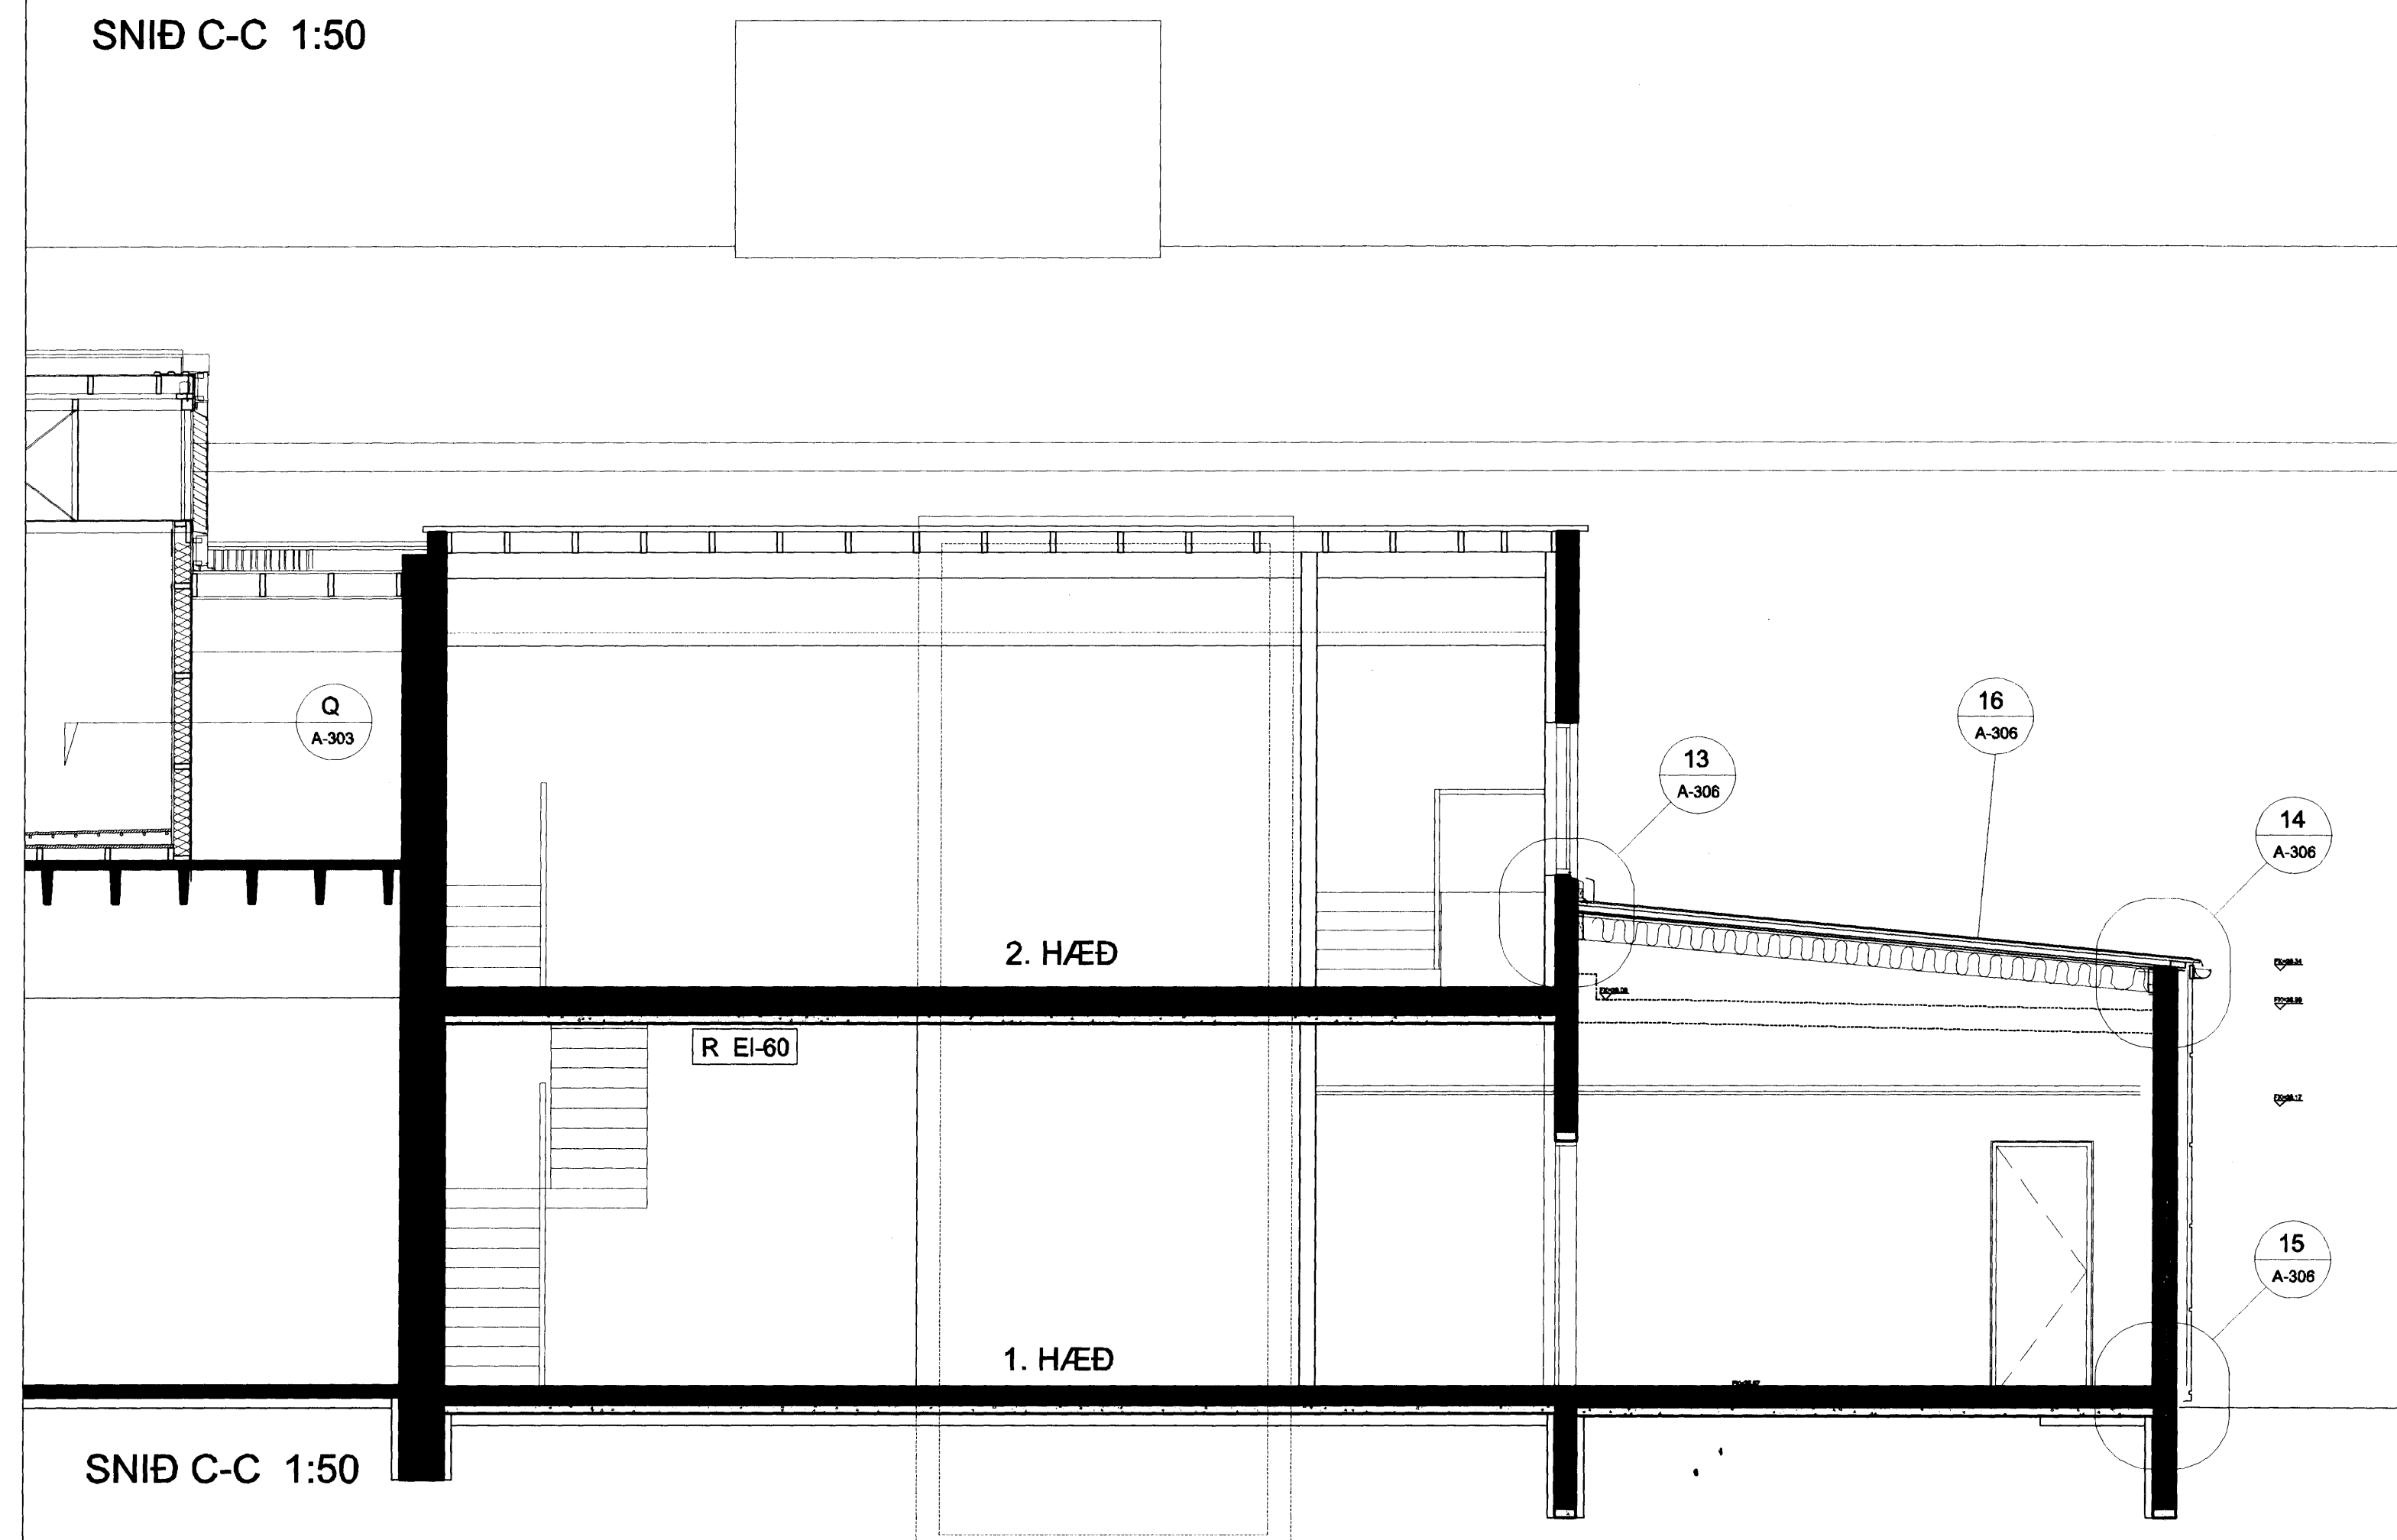 SNIÐ C-C 1:50
Q
A-303
16
A-306
13
A-306
14
A-306
2. HÆÐ
R EI-60
15
A-306
1. HÆÐ
SNIÐ C-C 1:50